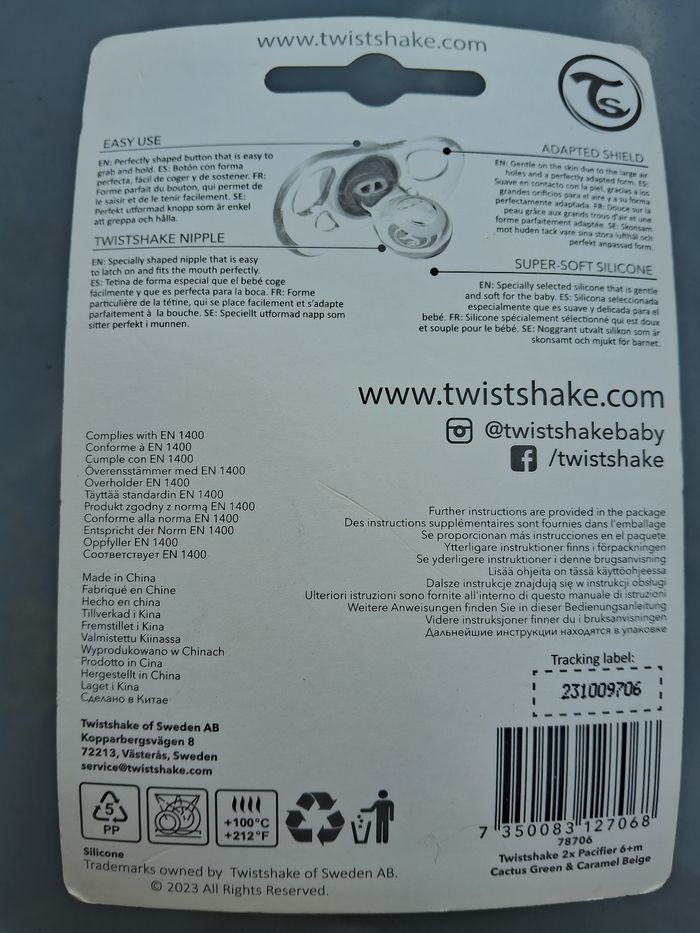 www.twistshake.com
Ts
EASY USE
EN: Perfectly shaped button that is easy to
grab and hold. ES: Botón con forma
perfecta, fácil de coger y de sostener. FR:
Forme parfait du bouton, qui permet de
le saisir et de le tenir facilement. SE:
Perfekt utformad knopp som är enkel
att greppa och hålla.
TWISTSHAKE NIPPLE
EN: Specially shaped nipple that is easy
to latch on and fits the mouth perfectly.
ES: Tetina de forma especial que el bebé coge
fácilmente y que es perfecta para la boca. FR: Forme
particulière de la tétine, qui se place facilement et s'adapte
parfaitement à la bouche. SE: Speciellt utformad napp som
sitter perfekt i munnen.
ADAPTED SHIELD
EN: Gentle on the skin due to the large air
holes and a perfectly adapted form. ES:
Suave en contacto con la piel, gracias a los
grandes orificios para el aire y a su forma
perfectamente adaptada. FR: Douce sur la
peau grâce aux grands trous d'air et une
forme parfaitement adaptée. SE: Skonsam
mot huden tack vare sina stora lufthål och
perfekt anpassad form.
SUPER-SOFT SILICONE
EN: Specially selected silicone that is gentle
and soft for the baby. ES: Silicona seleccionada
especialmente que es suave y delicada para el
bebé. FR: Silicone spécialement sélectionné qui est doux
et souple pour le bébé. SE: Noggrant utvalt silikon som är
skonsamt och mjukt för barnet.
www.twistshake.com
@twistshakebaby
/twistshake
Complies with EN 1400
Conforme à EN 1400
Cumple con EN 1400
Överensstämmer med EN 1400
Overholder EN 1400
Täyttää standardin EN 1400
Produkt zgodny z normą EN 1400
Conforme alla norma EN 1400
Entspricht der Norm EN 1400
Oppfyller EN 1400
Соответствует EN 1400
Further instructions are provided in the package
Des instructions supplémentaires sont fournies dans l'emballage
Se proporcionan más instrucciones en el paquete
Ytterligare instruktioner finns i förpackningen
Se yderligere instruktioner i denne brugsanvisning
Lisää ohjeita on tässä käyttöohjeessa
Dalsze instrukcje znajdują się w instrukcji obsługi
Ulteriori istruzioni sono fornite all'interno di questo manuale di istruzioni
Weitere Anweisungen finden Sie in dieser Bedienungsanleitung
Videre instruksjoner finner du i bruksanvisningen
Дальнейшие инструкции находятся в упаковке
Made in China
Fabriqué en Chine
Hecho en china
Tillverkad i Kina
Fremstillet i Kina
Valmistettu Kiinassa
Wyprodukowano w Chinach
Prodotto in Cina
Hergestellt in China
Laget i Kina
Сделано в Китае
Tracking label:
231009706
Twistshake of Sweden AB
Kopparbergsvägen 8
72213, Västerås, Sweden
service@twistshake.com
5
PP
+100°C
+212°F
Silicone
7 350083 127068
78706
Twistshake 2x Pacifier 6+m
Cactus Green & Caramel Beige
Trademarks owned by Twistshake of Sweden AB.
© 2023 All Rights Reserved.